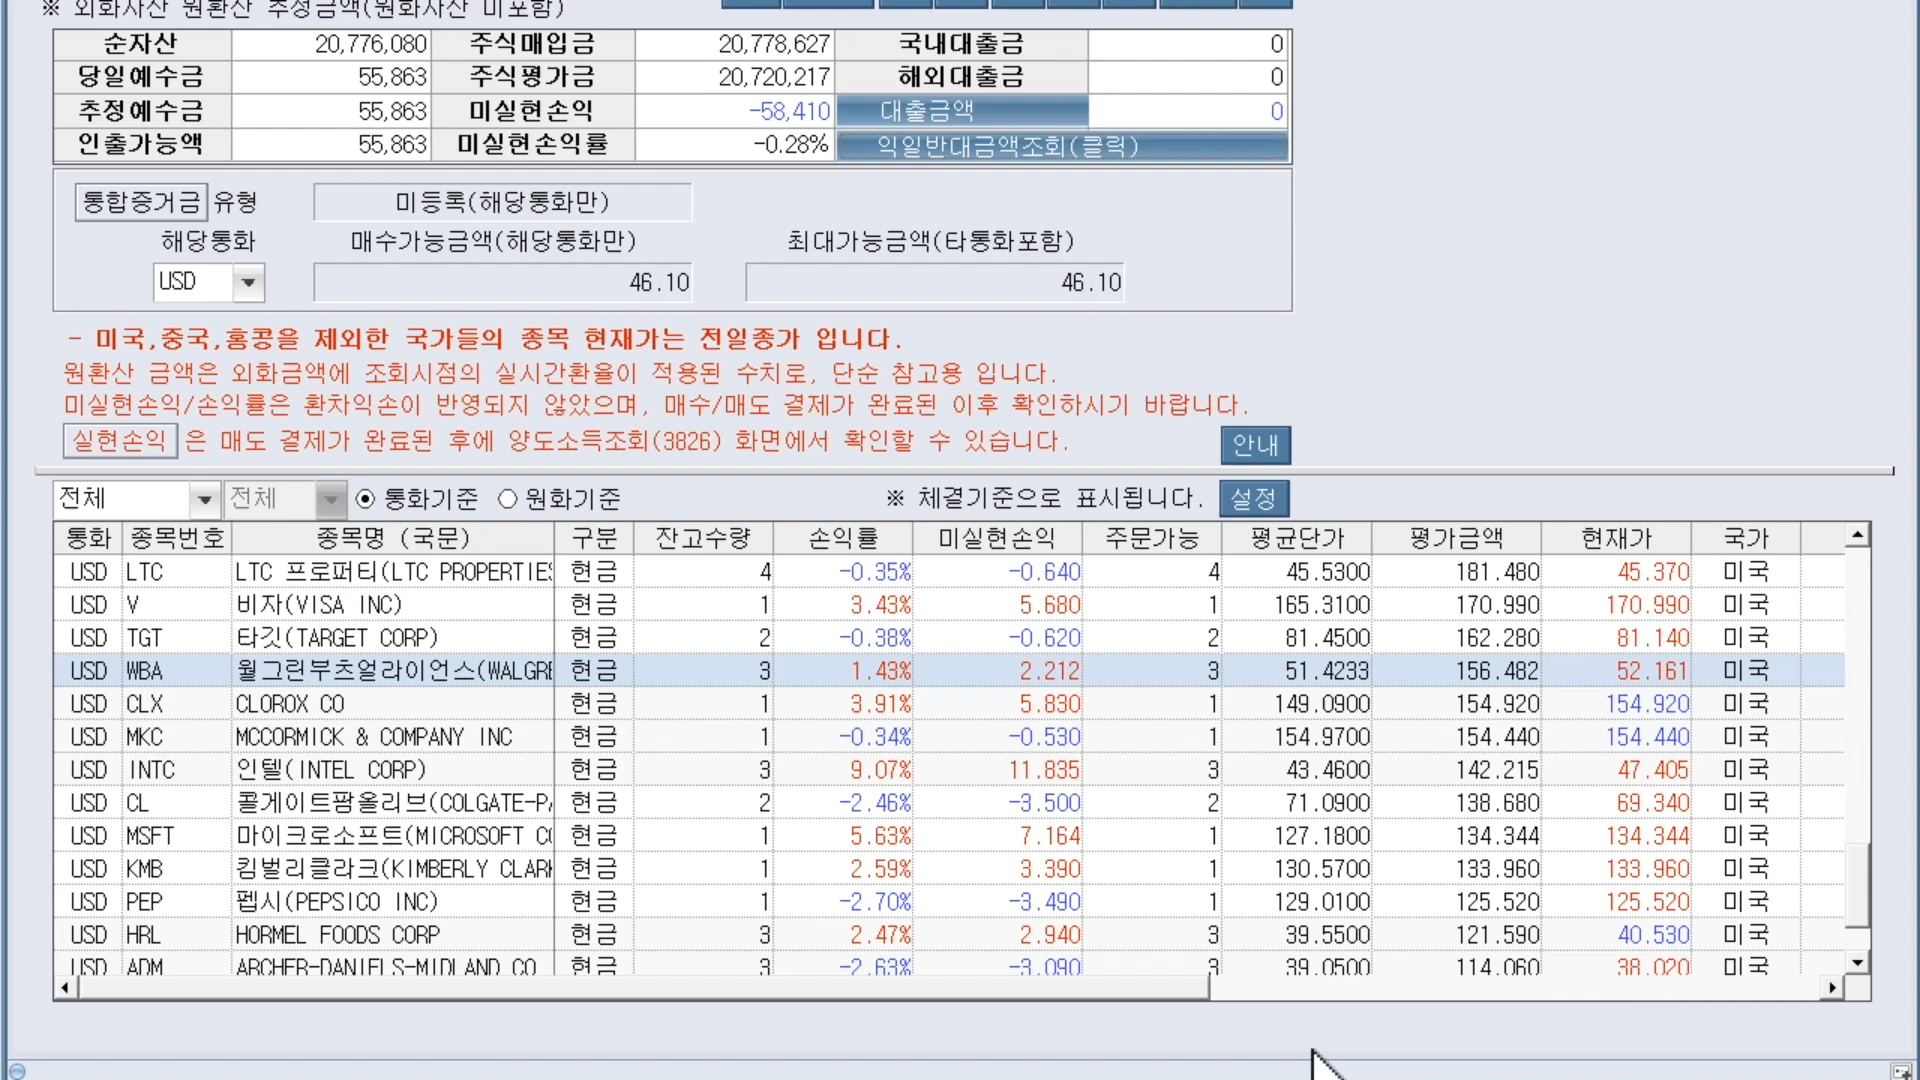 ※ 외화자산 원환산 추정금액(원화자산 미포함)
순자산 20,776,080 주식매입금 20,778,627 국내대출금 0
당일예수금 55,863 주식평가금 20,720,217 해외대출금 0
추정예수금 55,863 미실현손익 -58,410 대출금액 0
인출가능액 55,863 미실현손익률 -0.28% 익일반대금액조회(클릭)
통합증거금 유형 미등록(해당통화만)
해당통화 매수가능금액(해당통화만) 최대가능금액(타통화포함)
USD 46.10 46.10
- 미국,중국,홍콩을 제외한 국가들의 종목 현재가는 전일종가 입니다.
원환산 금액은 외화금액에 조회시점의 실시간환율이 적용된 수치로, 단순 참고용 입니다.
미실현손익/손익률은 환차익손이 반영되지 않았으며, 매수/매도 결제가 완료된 이후 확인하시기 바랍니다.
실현손익 은 매도 결제가 완료된 후에 양도소득조회(3826) 화면에서 확인할 수 있습니다. 안내
전체 전체 통화기준 원화기준 ※ 체결기준으로 표시됩니다. 설정
통화 종목번호 종목명 (국문) 구분 잔고수량 손익률 미실현손익 주문가능 평균단가 평가금액 현재가 국가
USD LTC LTC 프로퍼티(LTC PROPERTIES 현금 4 -0.35% -0.640 4 45.5300 181.480 45.370 미국
USD V 비자(VISA INC) 현금 1 3.43% 5.680 1 165.3100 170.990 170.990 미국
USD TGT 타깃(TARGET CORP) 현금 2 -0.38% -0.620 2 81.4500 162.280 81.140 미국
USD WBA 월그린부츠얼라이언스(WALGRE 현금 3 1.43% 2.212 3 51.4233 156.482 52.161 미국
USD CLX CLOROX CO 현금 1 3.91% 5.830 1 149.0900 154.920 154.920 미국
USD MKC MCCORMICK & COMPANY INC 현금 1 -0.34% -0.530 1 154.9700 154.440 154.440 미국
USD INTC 인텔(INTEL CORP) 현금 3 9.07% 11.835 3 43.4600 142.215 47.405 미국
USD CL 콜게이트팜올리브(COLGATE-PA 현금 2 -2.46% -3.500 2 71.0900 138.680 69.340 미국
USD MSFT 마이크로소프트(MICROSOFT CO 현금 1 5.63% 7.164 1 127.1800 134.344 134.344 미국
USD KMB 킴벌리클라크(KIMBERLY CLARK 현금 1 2.59% 3.390 1 130.5700 133.960 133.960 미국
USD PEP 펩시(PEPSICO INC) 현금 1 -2.70% -3.490 1 129.0100 125.520 125.520 미국
USD HRL HORMEL FOODS CORP 현금 3 2.47% 2.940 3 39.5500 121.590 40.530 미국
USD ADM ARCHER-DANIELS-MIDLAND CO 현금 3 -2.63% -3.090 3 39.0500 114.060 38.020 미국